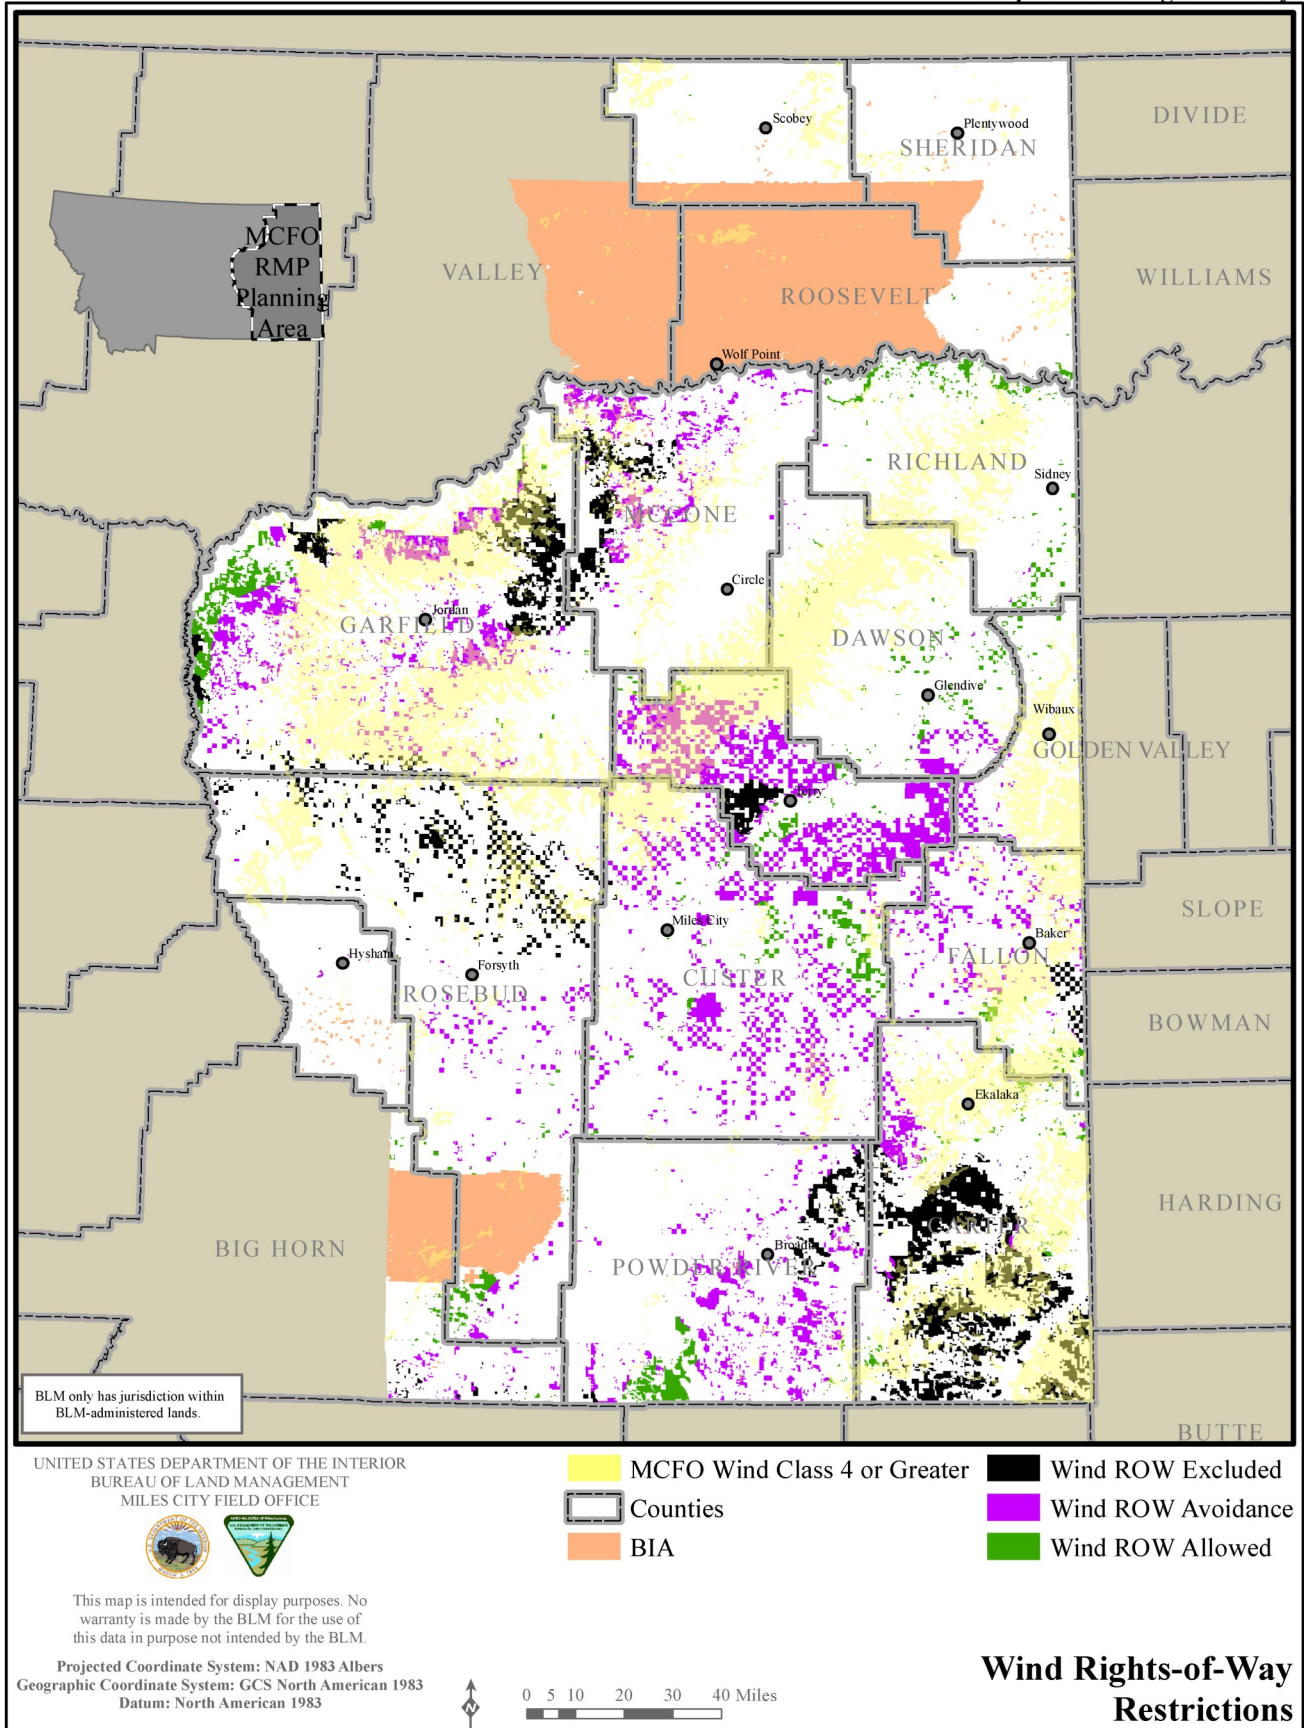 DIVIDE
Scobey
Plentywood
SHERIDAN
MCFO
RMP
Planning
Area
VALLEY
ROOSEVELT
WILLIAMS
Wolf Point
RICHLAND
Sidney
MCCONE
Circle
Jordan
GARFIELD
DAWSON
Glendive
Wibaux
GOLDEN VALLEY
Terry
SLOPE
Miles City
Baker
FALLON
Hysham
Forsyth
CUSTER
ROSEBUD
BOWMAN
Ekalaka
HARDING
CARTER
BIG HORN
Broadus
POWDER RIVER
BLM only has jurisdiction within
BLM-administered lands.
BUTTE
UNITED STATES DEPARTMENT OF THE INTERIOR
BUREAU OF LAND MANAGEMENT
MILES CITY FIELD OFFICE
This map is intended for display purposes. No
warranty is made by the BLM for the use of
this data in purpose not intended by the BLM.
Projected Coordinate System: NAD 1983 Albers
Geographic Coordinate System: GCS North American 1983
Datum: North American 1983
MCFO Wind Class 4 or Greater
Counties
BIA
Wind ROW Excluded
Wind ROW Avoidance
Wind ROW Allowed
N
0 5 10 20 30 40 Miles
Wind Rights-of-Way
Restrictions